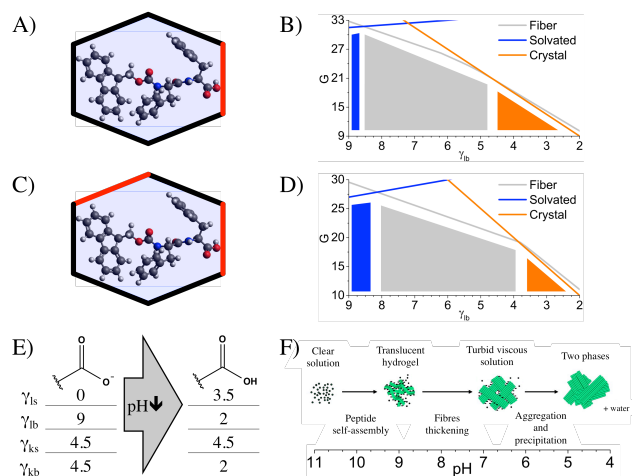 A)
B)
33
27
21
15
9
G
9 8 7 6 5 4 3 2
γlb
Fiber
Solvated
Crystal
C)
D)
30
25
20
15
10
G
9 8 7 6 5 4 3 2
γlb
Fiber
Solvated
Crystal
E)
O
O⁻
pH
O
OH
γls 0 3.5
γlb 9 2
γks 4.5 4.5
γkb 4.5 2
F)
Clear
solution
Translucent
hydrogel
Turbid viscous
solution
Two phases
+ water
Peptide
self-assembly
Fibres
thickening
Aggregation
and
precipitation
11 10 9 8 7 6 5 4
pH